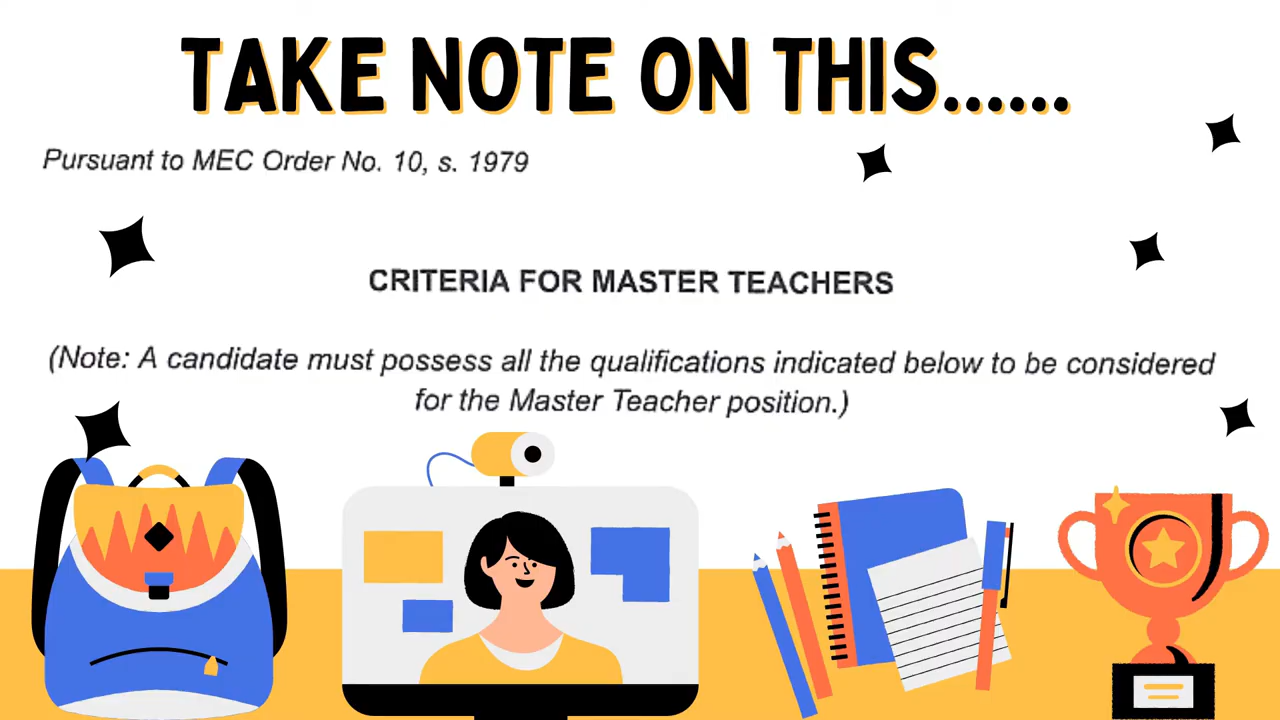 TAKE NOTE ON THIS......
Pursuant to MEC Order No. 10, s. 1979
CRITERIA FOR MASTER TEACHERS
(Note: A candidate must possess all the qualifications indicated below to be considered
for the Master Teacher position.)